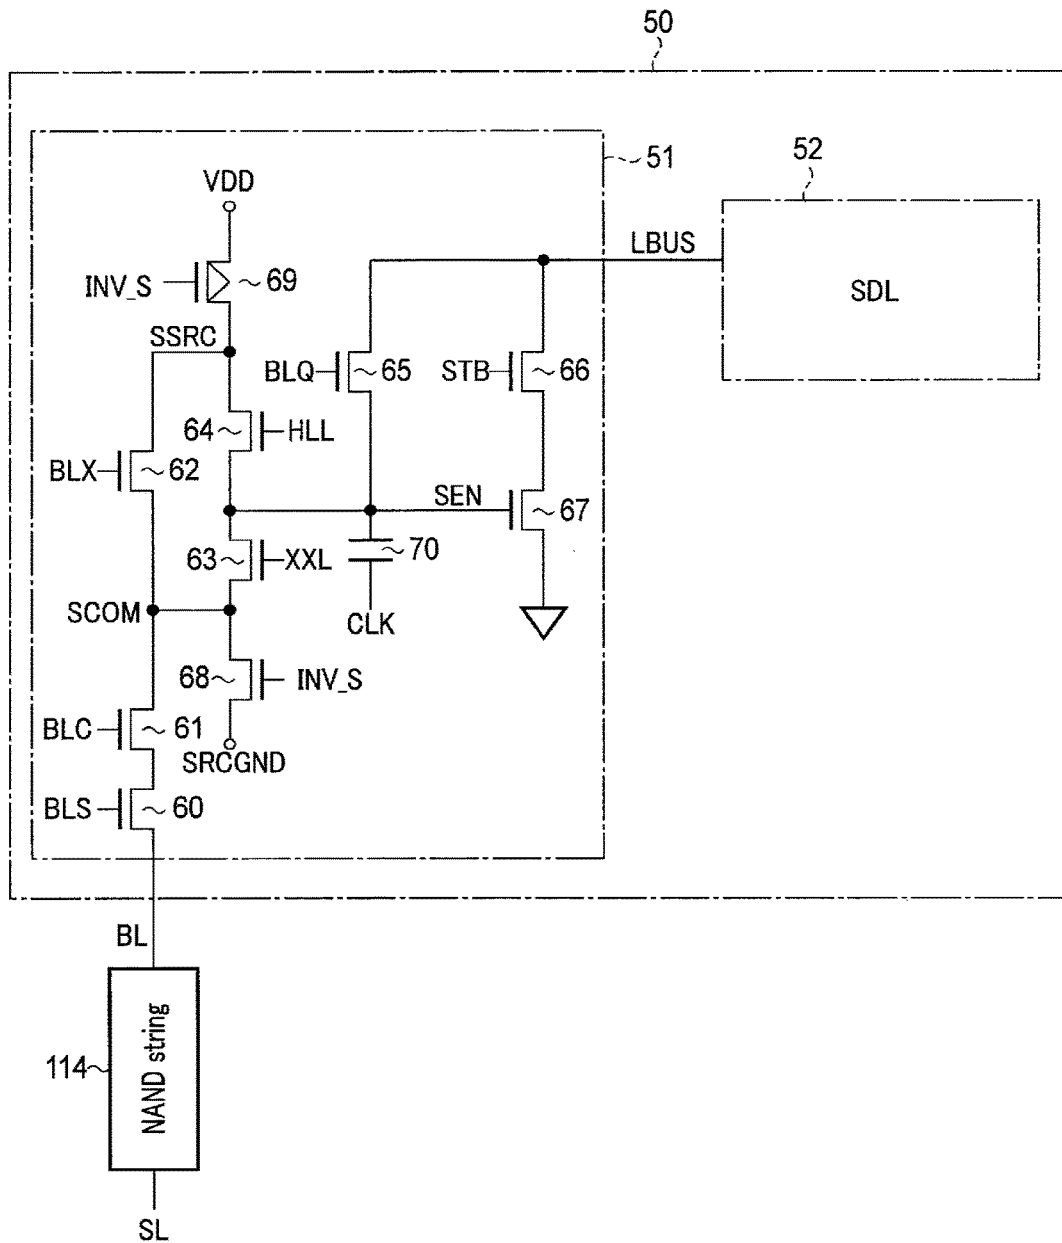 50
51
52
VDD
LBUS
INV_S
69
SDL
SSRC
BLQ
65
STB
66
64
HLL
BLX
62
SEN
67
63
XXL
70
SCOM
CLK
68
INV_S
BLC
61
SRCGND
BLS
60
BL
NAND string
114
SL